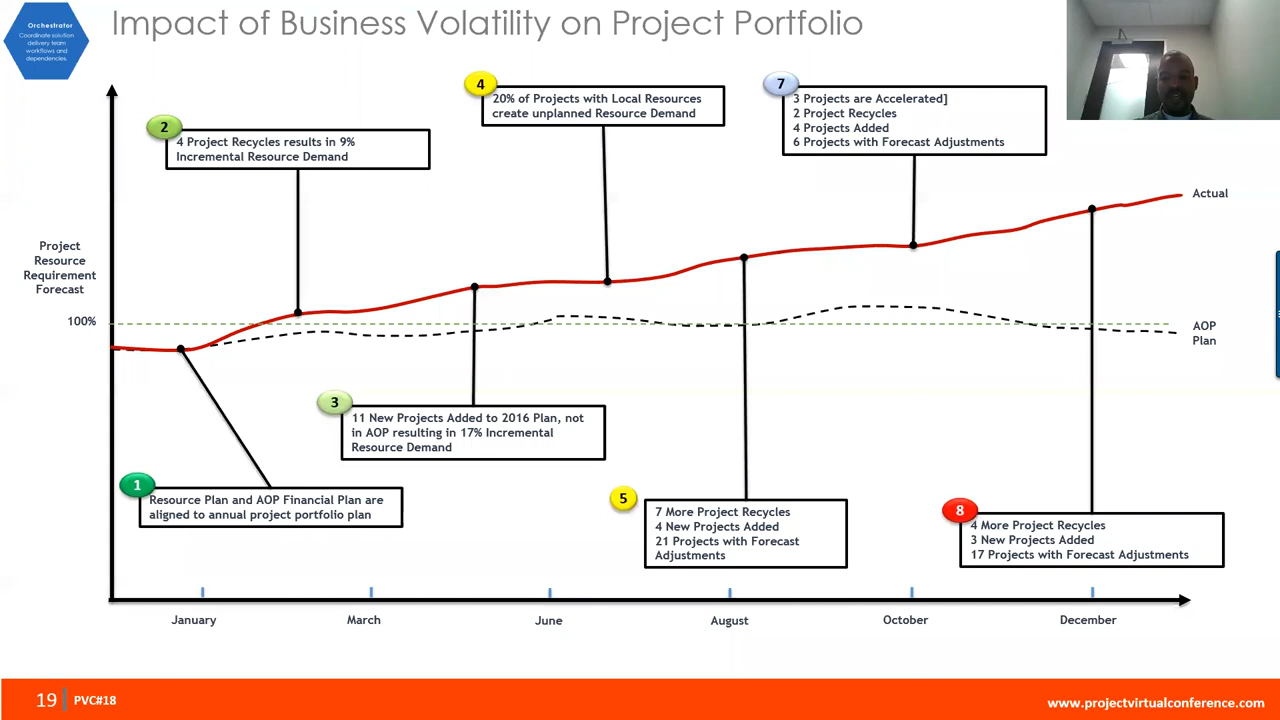 Impact of Business Volatility on Project Portfolio
Orchestrator
Coordinate solution
delivery team
workflows and
dependencies.
4
20% of Projects with Local Resources
create unplanned Resource Demand
7
3 Projects are Accelerated]
2 Project Recycles
4 Projects Added
6 Projects with Forecast Adjustments
2
4 Project Recycles results in 9%
Incremental Resource Demand
Actual
Project
Resource
Requirement
Forecast
100%
AOP
Plan
3
11 New Projects Added to 2016 Plan, not
in AOP resulting in 17% Incremental
Resource Demand
1
Resource Plan and AOP Financial Plan are
aligned to annual project portfolio plan
5
7 More Project Recycles
4 New Projects Added
21 Projects with Forecast
Adjustments
8
4 More Project Recycles
3 New Projects Added
17 Projects with Forecast Adjustments
January March June August October December
19 PVC#18
www.projectvirtualconference.com